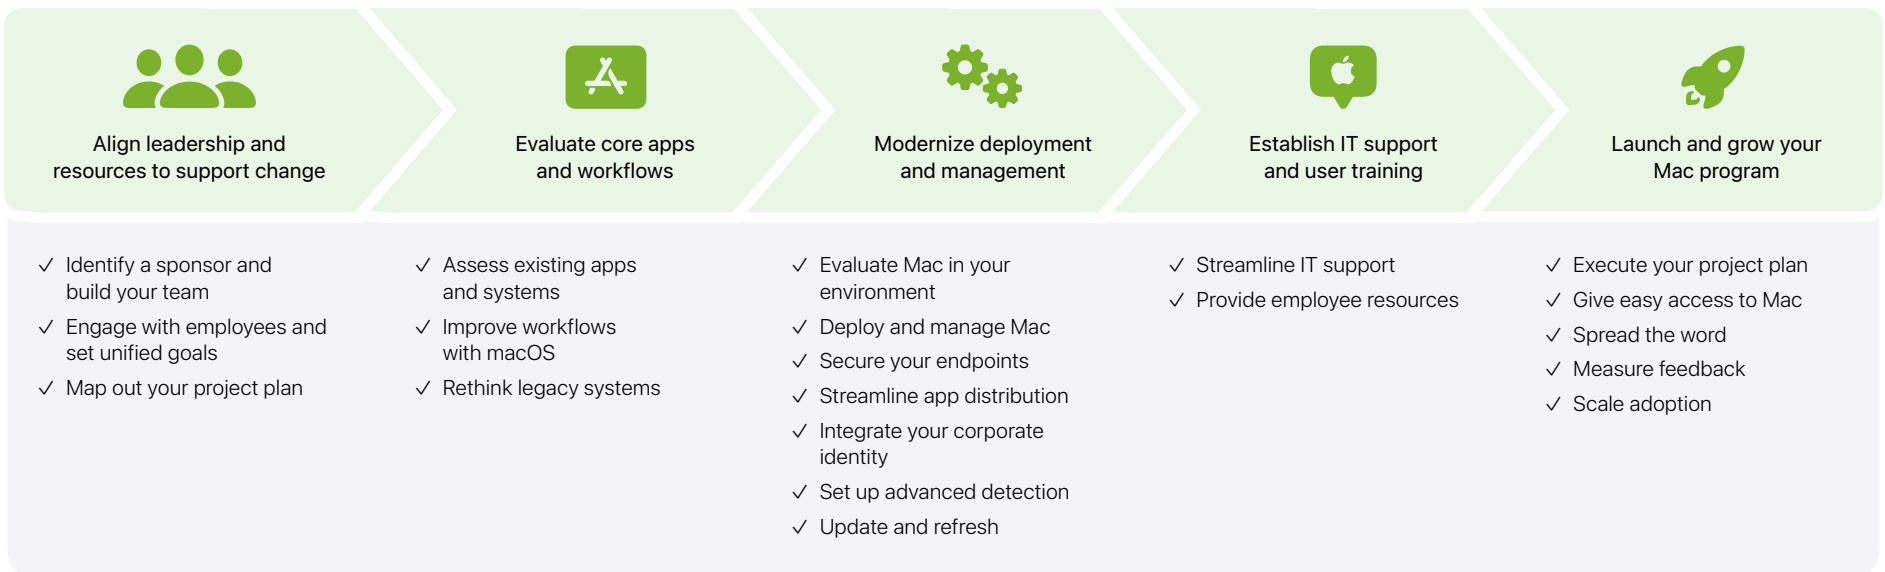 Align leadership and
resources to support change
Evaluate core apps
and workflows
Modernize deployment
and management
Establish IT support
and user training
Launch and grow your
Mac program
✓ Identify a sponsor and
build your team
✓ Engage with employees and
set unified goals
✓ Map out your project plan
✓ Assess existing apps
and systems
✓ Improve workflows
with macOS
✓ Rethink legacy systems
✓ Evaluate Mac in your
environment
✓ Deploy and manage Mac
✓ Secure your endpoints
✓ Streamline app distribution
✓ Integrate your corporate
identity
✓ Set up advanced detection
✓ Update and refresh
✓ Streamline IT support
✓ Provide employee resources
✓ Execute your project plan
✓ Give easy access to Mac
✓ Spread the word
✓ Measure feedback
✓ Scale adoption